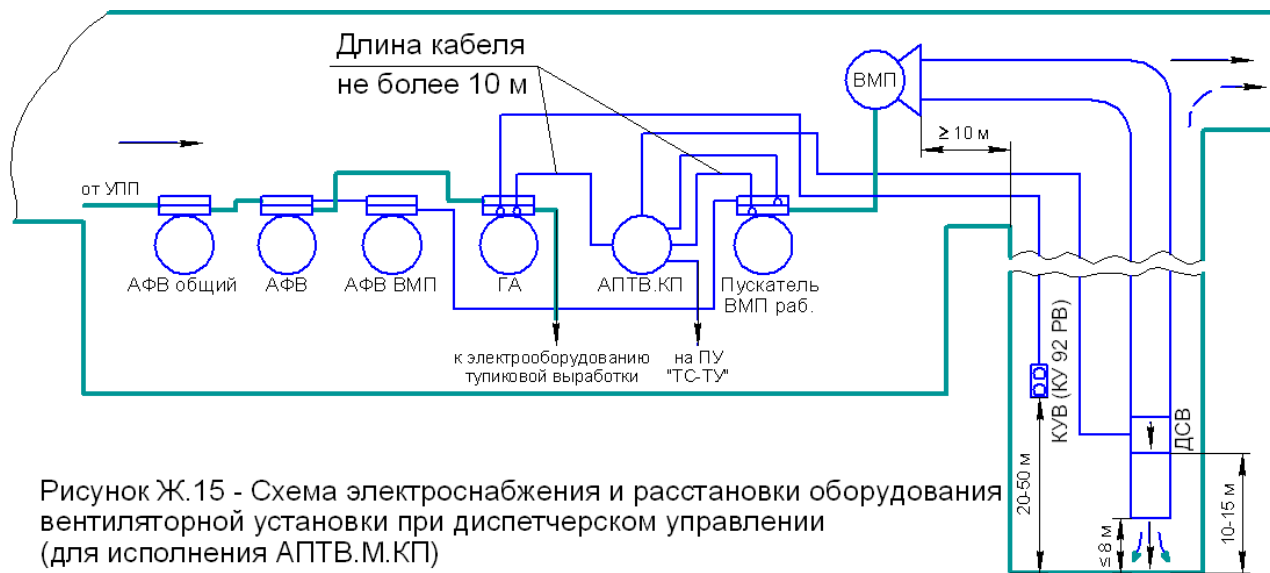 Длина кабеля
не более 10 м
ВМП
≥ 10 м
от УПП
АФВ общий
АФВ
АФВ ВМП
ГА
АПТВ.КП
Пускатель
ВМП раб.
к электрооборудованию
тупиковой выработки
на ПУ
"ТС-ТУ"
КУВ (КУ 92 РВ)
ДСВ
20-50 м
≤ 8 м
10-15 м
Рисунок Ж.15 - Схема электроснабжения и расстановки оборудования
вентиляторной установки при диспетчерском управлении
(для исполнения АПТВ.М.КП)